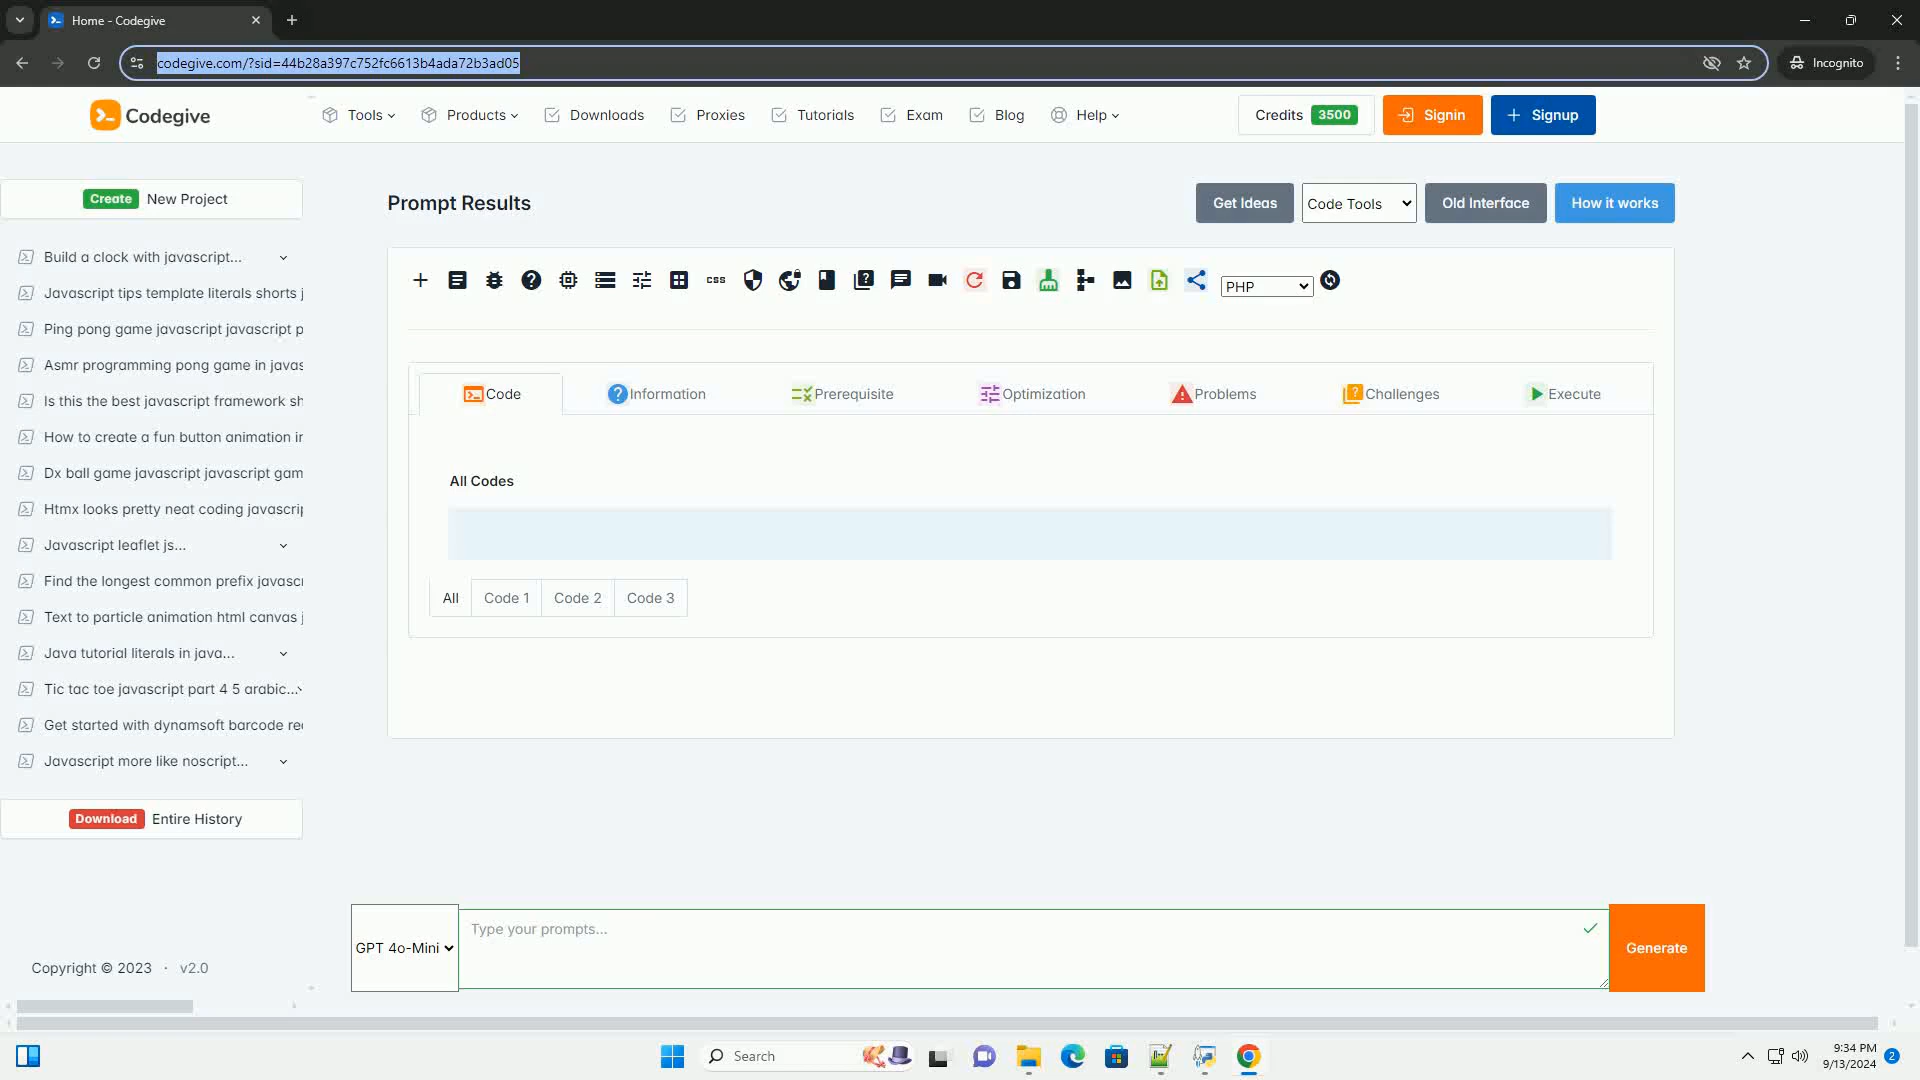 Home - Codegive
codegive.com/?sid=44b28a397c752fc6613b4ada72b3ad05
Incognito
Codegive
Tools
Products
Downloads
Proxies
Tutorials
Exam
Blog
Help
Credits 3500
Signin
Signup
Create New Project
Prompt Results
Get Ideas
Code Tools
Old Interface
How it works
Build a clock with javascript...
Javascript tips template literals shorts j
Ping pong game javascript javascript p
Asmr programming pong game in javas
Is this the best javascript framework sh
How to create a fun button animation in
Dx ball game javascript javascript gam
Htmx looks pretty neat coding javascrip
Javascript leaflet js...
Find the longest common prefix javascr
Text to particle animation html canvas j
Java tutorial literals in java...
Tic tac toe javascript part 4 5 arabic...
Get started with dynamsoft barcode rea
Javascript more like noscript...
Download Entire History
css
PHP
Code
Information
Prerequisite
Optimization
Problems
Challenges
Execute
All Codes
All
Code 1
Code 2
Code 3
GPT 4o-Mini
Type your prompts...
Generate
Copyright © 2023 · v2.0
Search
9:34 PM
9/13/2024
2